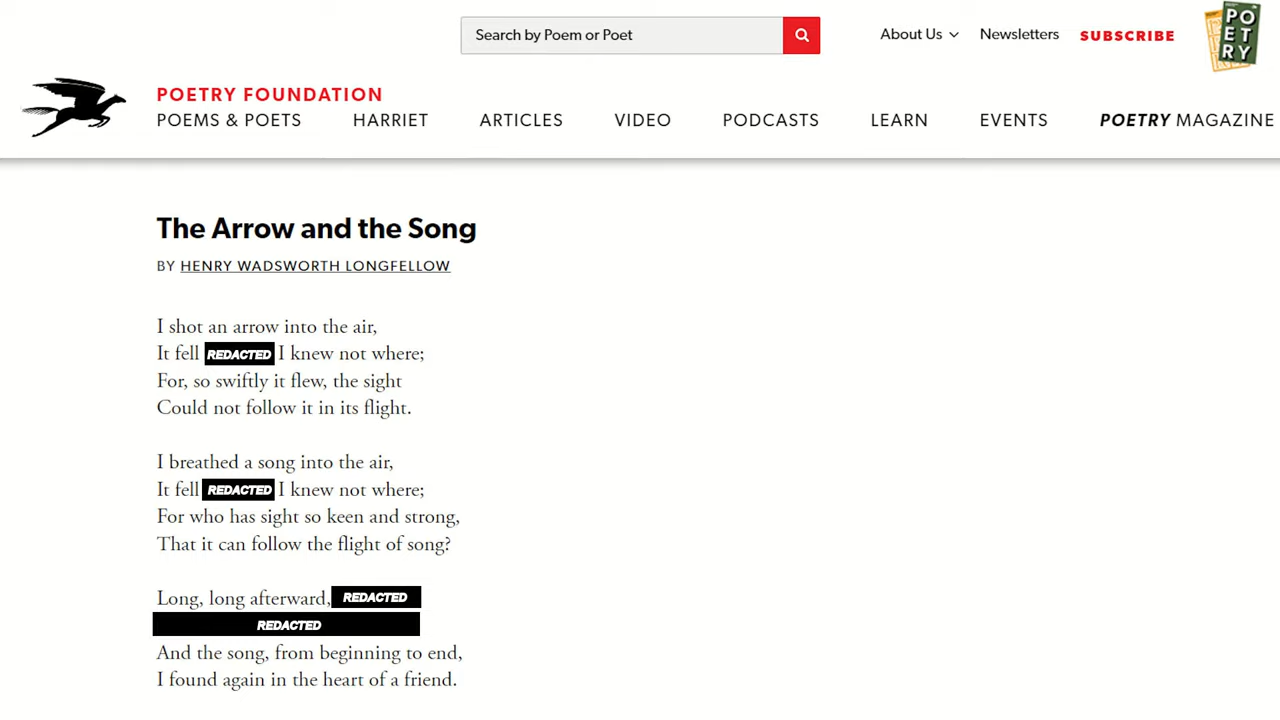 Search by Poem or Poet
About Us
Newsletters
SUBSCRIBE
PO
ET
RY
POETRY FOUNDATION
POEMS & POETS
HARRIET
ARTICLES
VIDEO
PODCASTS
LEARN
EVENTS
POETRY MAGAZINE
The Arrow and the Song
BY HENRY WADSWORTH LONGFELLOW
I shot an arrow into the air,
It fell REDACTED I knew not where;
For, so swiftly it flew, the sight
Could not follow it in its flight.
I breathed a song into the air,
It fell REDACTED I knew not where;
For who has sight so keen and strong,
That it can follow the flight of song?
Long, long afterward, REDACTED
REDACTED
And the song, from beginning to end,
I found again in the heart of a friend.